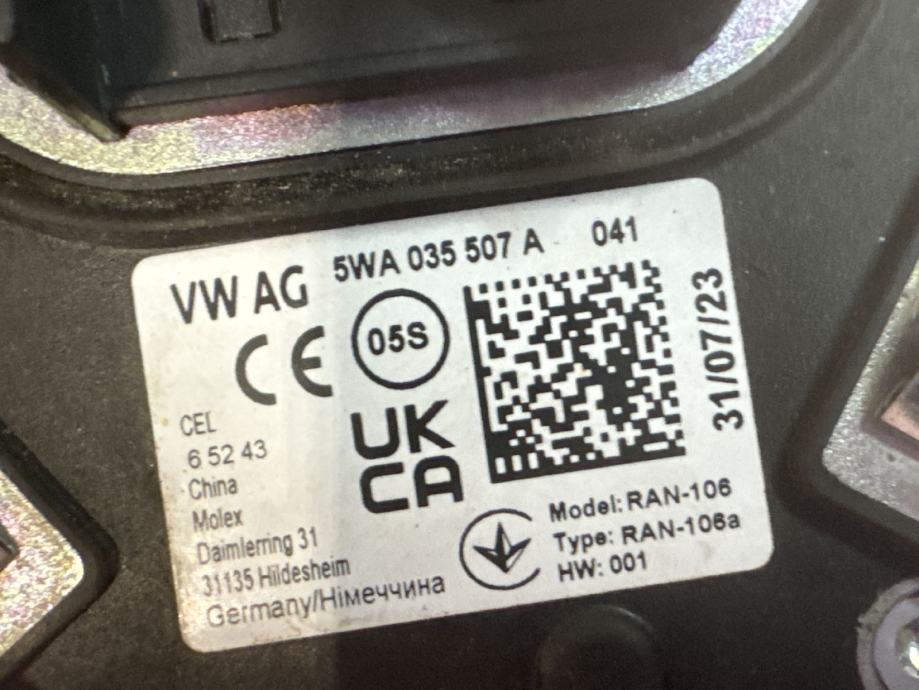 VW AG 5WA 035 507 A 041
CE 05S
31/07/23
UK
CA
CEL
6 52 43
China
Molex
Daimlerring 31
31135 Hildesheim
Germany/Німеччина
Model: RAN-106
Type: RAN-106a
HW: 001